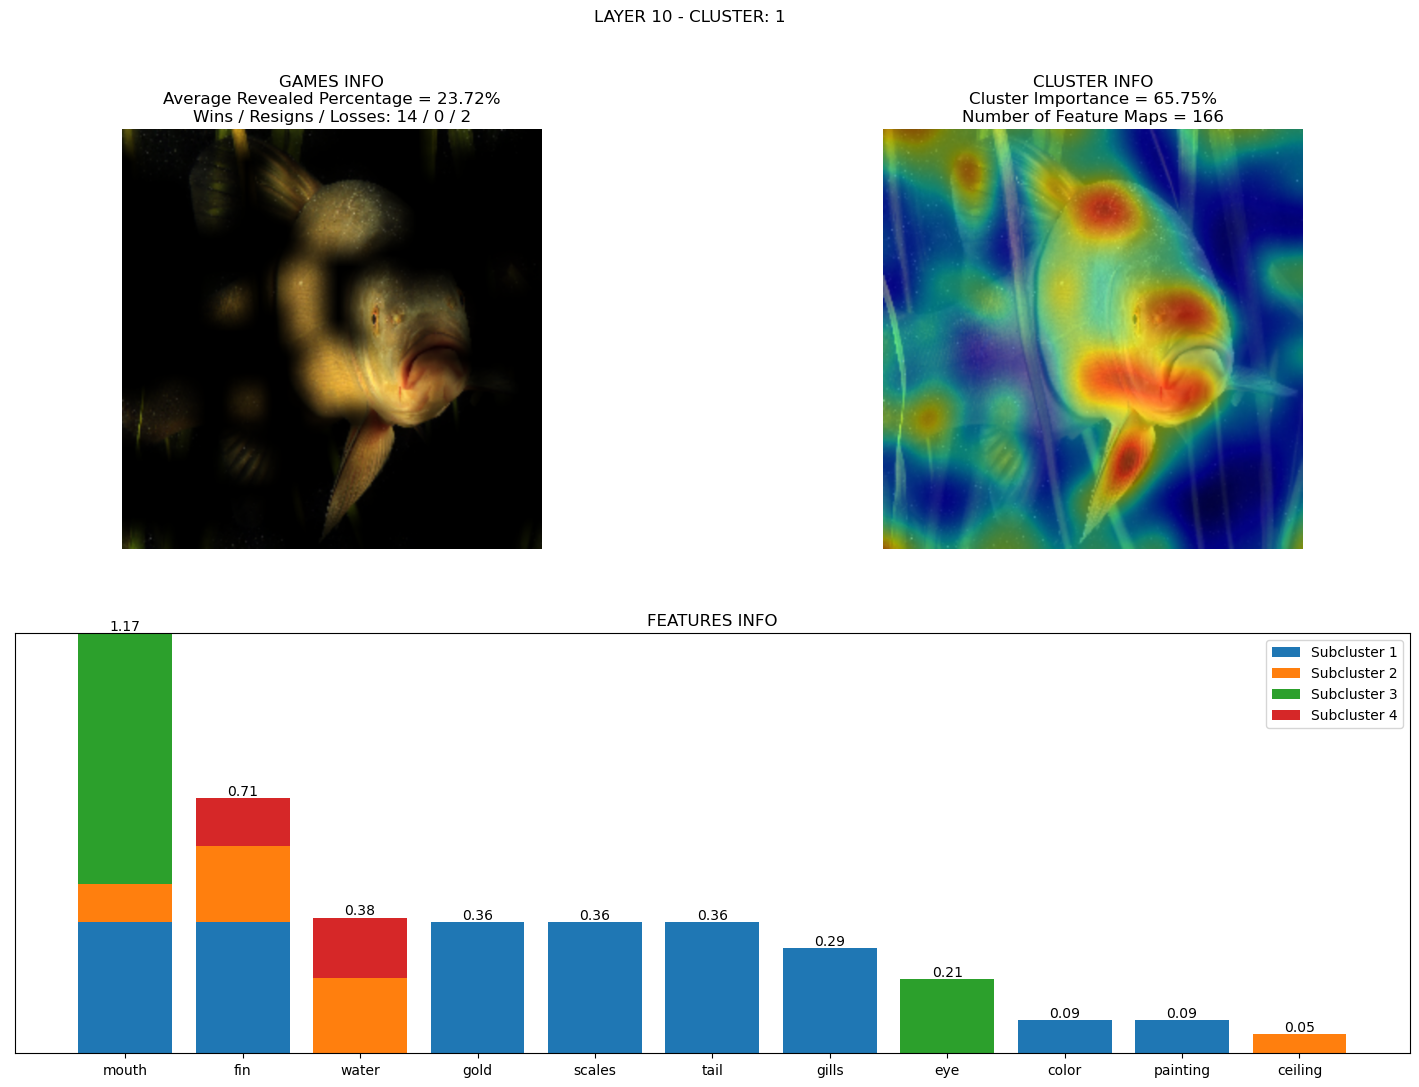 LAYER 10 - CLUSTER: 1
GAMES INFO
Average Revealed Percentage = 23.72%
Wins / Resigns / Losses: 14 / 0 / 2
CLUSTER INFO
Cluster Importance = 65.75%
Number of Feature Maps = 166
FEATURES INFO
Subcluster 1
Subcluster 2
Subcluster 3
Subcluster 4
1.17
0.71
0.38
0.36
0.36
0.36
0.29
0.21
0.09
0.09
0.05
mouth
fin
water
gold
scales
tail
gills
eye
color
painting
ceiling